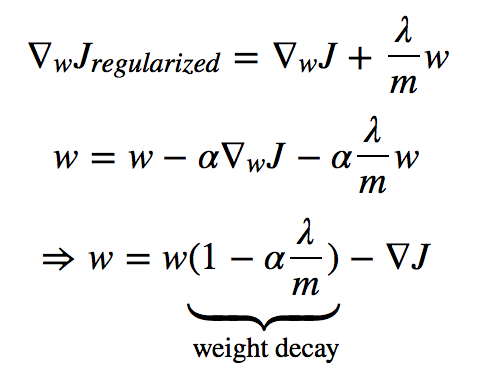 ∇wJregularized = ∇wJ + λ/m w
w = w − α∇wJ − α λ/m w
⇒ w = w(1 − α λ/m) − ∇J
weight decay